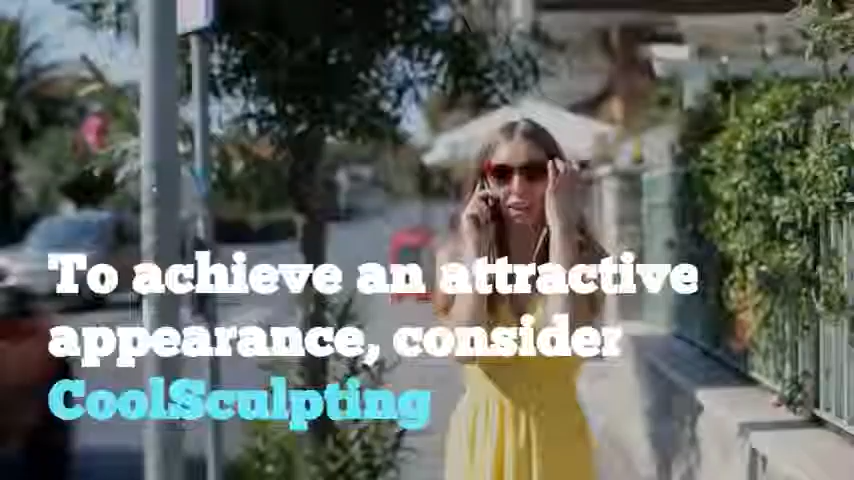 To achieve an attractive
appearance, consider
CoolSculpting